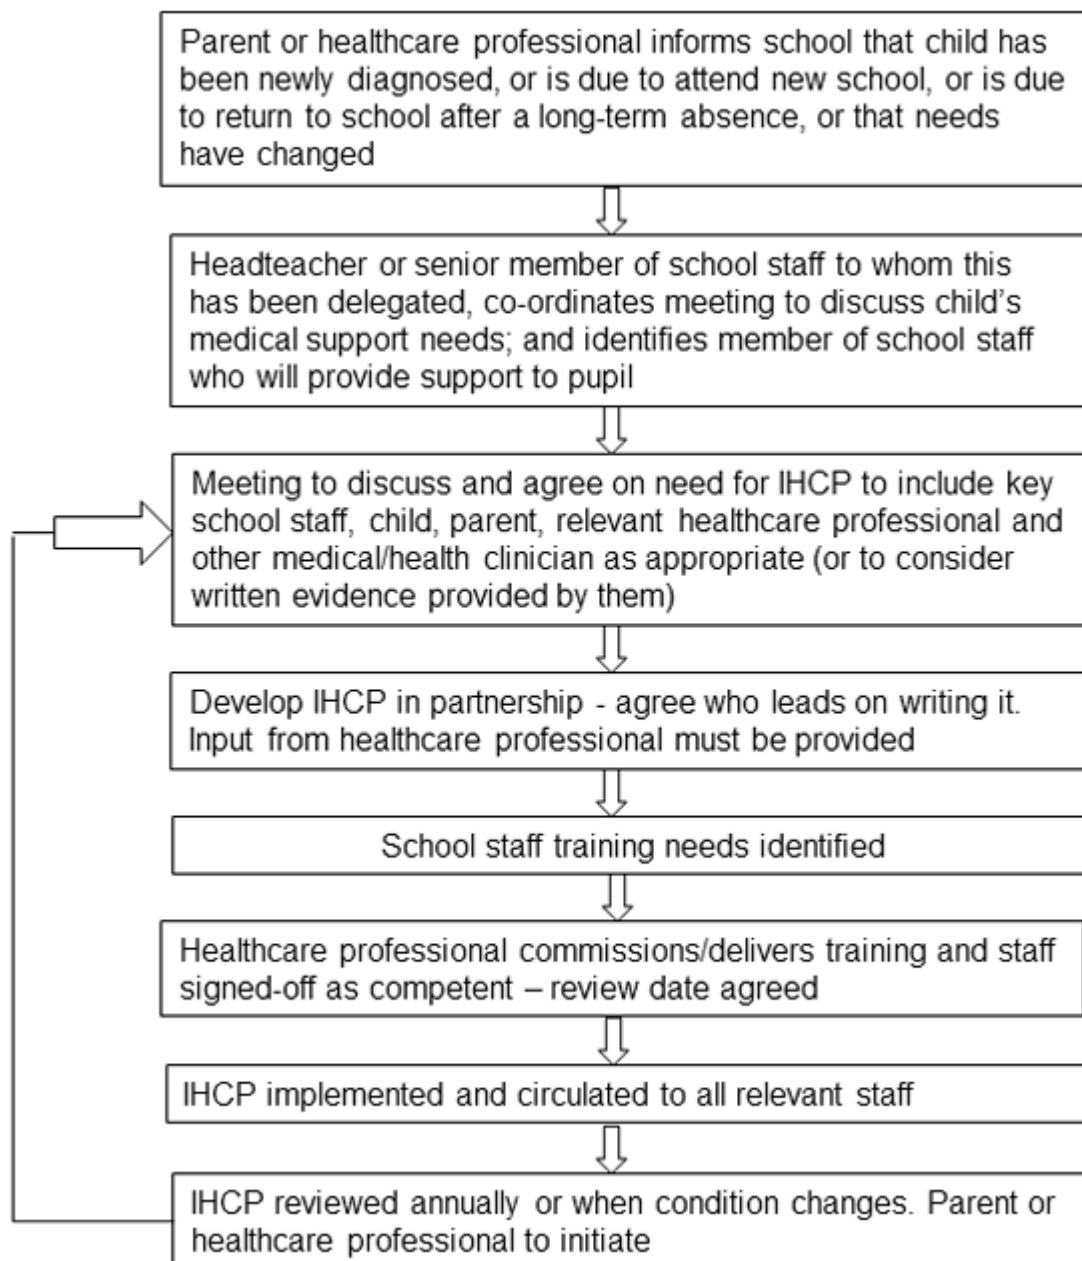 Parent or healthcare professional informs school that child has
been newly diagnosed, or is due to attend new school, or is due
to return to school after a long-term absence, or that needs
have changed
Headteacher or senior member of school staff to whom this
has been delegated, co-ordinates meeting to discuss child's
medical support needs; and identifies member of school staff
who will provide support to pupil
Meeting to discuss and agree on need for IHCP to include key
school staff, child, parent, relevant healthcare professional and
other medical/health clinician as appropriate (or to consider
written evidence provided by them)
Develop IHCP in partnership - agree who leads on writing it.
Input from healthcare professional must be provided
School staff training needs identified
Healthcare professional commissions/delivers training and staff
signed-off as competent – review date agreed
IHCP implemented and circulated to all relevant staff
IHCP reviewed annually or when condition changes. Parent or
healthcare professional to initiate